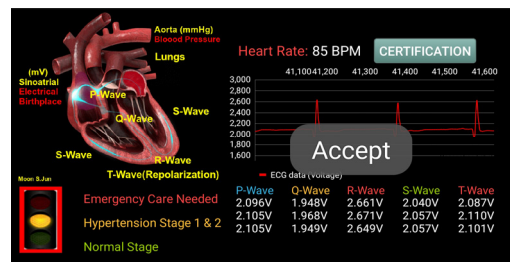 Aorta (mmHg)
Bloood Pressure
Lungs
(mV)
Sinoatrial
Electrical
Birthplace
P-Wave
Q-Wave
S-Wave
S-Wave
R-Wave
T-Wave(Repolarization)
Moon S.Jun
Emergency Care Needed
Hypertension Stage 1 & 2
Normal Stage
Heart Rate: 85 BPM
CERTIFICATION
41,100 41,200 41,300 41,400 41,500 41,600
3,000
2,800
2,600
2,400
2,200
2,000
1,800
1,600
Accept
ECG data (Voltage)
P-Wave Q-Wave R-Wave S-Wave T-Wave
2.096V 1.948V 2.661V 2.040V 2.087V
2.105V 1.968V 2.671V 2.057V 2.110V
2.105V 1.949V 2.649V 2.057V 2.101V